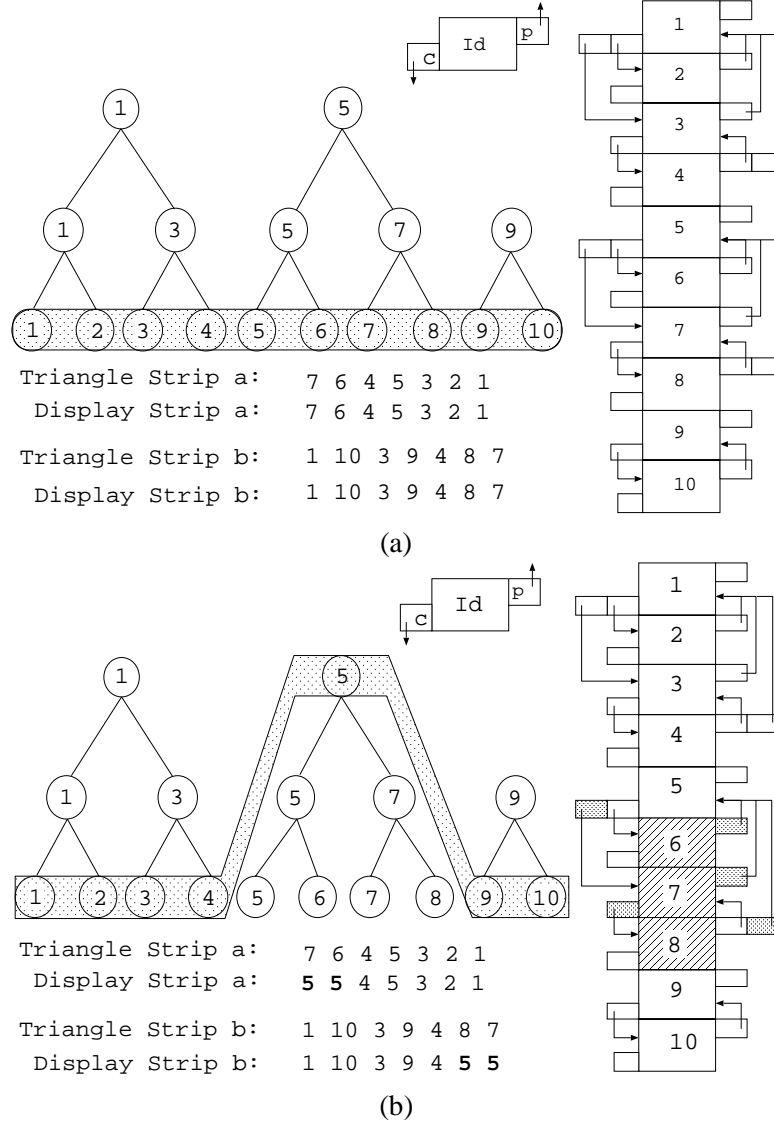 c Id p
1 5
1 3 5 7 9
1 2 3 4 5 6 7 8 9 10
Triangle Strip a: 7 6 4 5 3 2 1
Display Strip a: 7 6 4 5 3 2 1
Triangle Strip b: 1 10 3 9 4 8 7
Display Strip b: 1 10 3 9 4 8 7
1
2
3
4
5
6
7
8
9
10
(a)
c Id p
1 5
1 3 5 7 9
1 2 3 4 5 6 7 8 9 10
Triangle Strip a: 7 6 4 5 3 2 1
Display Strip a: 5 5 4 5 3 2 1
Triangle Strip b: 1 10 3 9 4 8 7
Display Strip b: 1 10 3 9 4 5 5
1
2
3
4
5
6
7
8
9
10
(b)